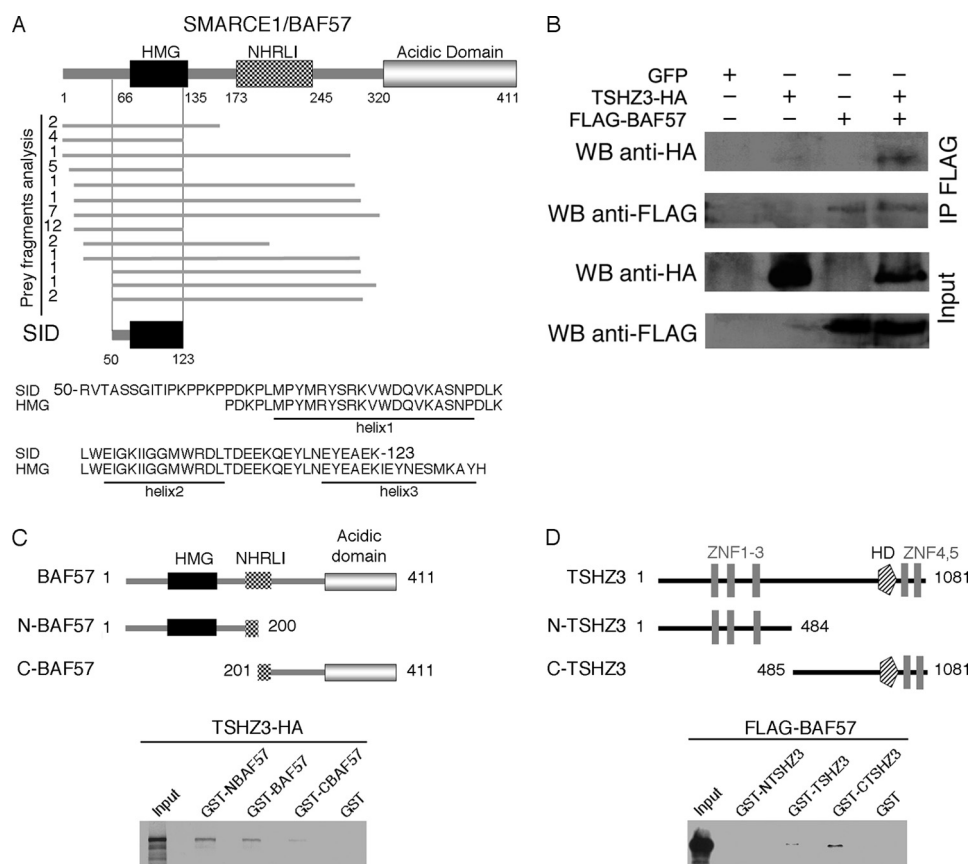 A
SMARCE1/BAF57
HMG
NHRLI
Acidic Domain
1
66
135
173
245
320
411
Prey fragments analysis
2
4
1
5
1
1
7
12
2
1
1
1
2
SID
50
123
SID 50-RVTASSGITIPKPPKPPDKPLMPYMRYSRKVWDQVKASNPDLK
HMG PDKPLMPYMRYSRKVWDQVKASNPDLK
helix1
SID LWEIGKIIGGMWRDLTDEEKQEYLNEYEAEK-123
HMG LWEIGKIIGGMWRDLTDEEKQEYLNEYEAEKIEYNESMKAYH
helix2
helix3
B
GFP + – – –
TSHZ3-HA – + – +
FLAG-BAF57 – – + +
WB anti-HA
WB anti-FLAG
IP FLAG
WB anti-HA
WB anti-FLAG
Input
C
HMG NHRLI Acidic domain
BAF57 1 411
N-BAF57 1 200
C-BAF57 201 411
TSHZ3-HA
Input
GST-NBAF57
GST-BAF57
GST-CBAF57
GST
D
ZNF1-3 HD ZNF4,5
TSHZ3 1 1081
N-TSHZ3 1 484
C-TSHZ3 485 1081
FLAG-BAF57
Input
GST-NTSHZ3
GST-TSHZ3
GST-CTSHZ3
GST